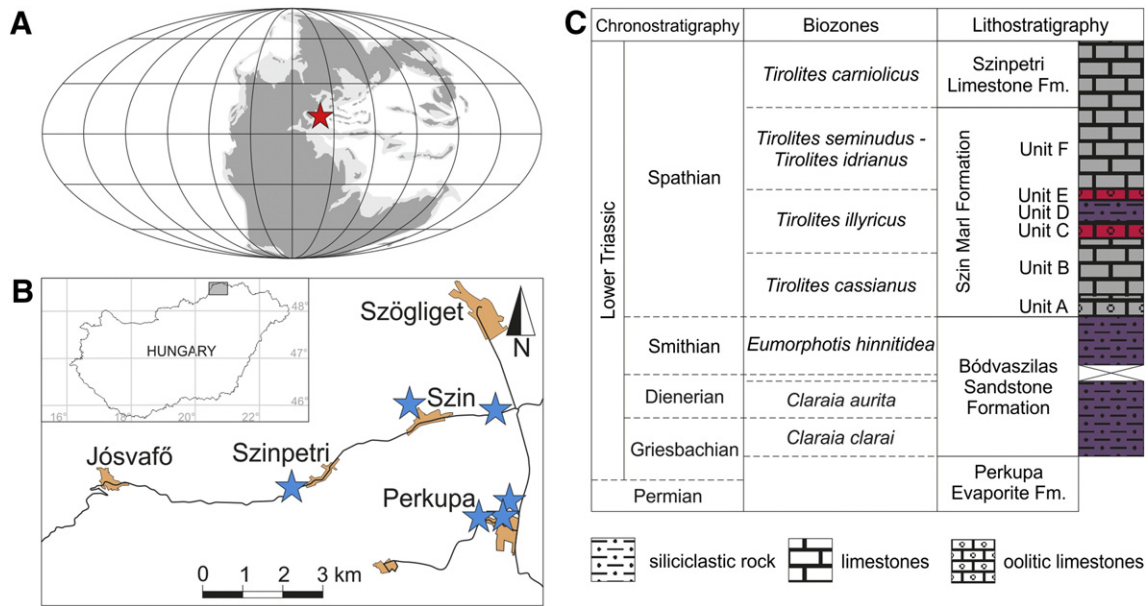 A
B
HUNGARY
48°
47°
46°
16°
18°
20°
22°
Szögliget
N
Szin
Jósvafő
Szinpetri
Perkupa
0 1 2 3 km
C
Chronostratigraphy
Biozones
Lithostratigraphy
Lower Triassic
Spathian
Smithian
Dienerian
Griesbachian
Permian
Tirolites carniolicus
Tirolites seminudus -
Tirolites idrianus
Tirolites illyricus
Tirolites cassianus
Eumorphotis hinnitidea
Claraia aurita
Claraia clarai
Szinpetri
Limestone Fm.
Szin Marl Formation
Unit F
Unit E
Unit D
Unit C
Unit B
Unit A
Bódvaszilas
Sandstone
Formation
Perkupa
Evaporite Fm.
siliciclastic rock
limestones
oolitic limestones